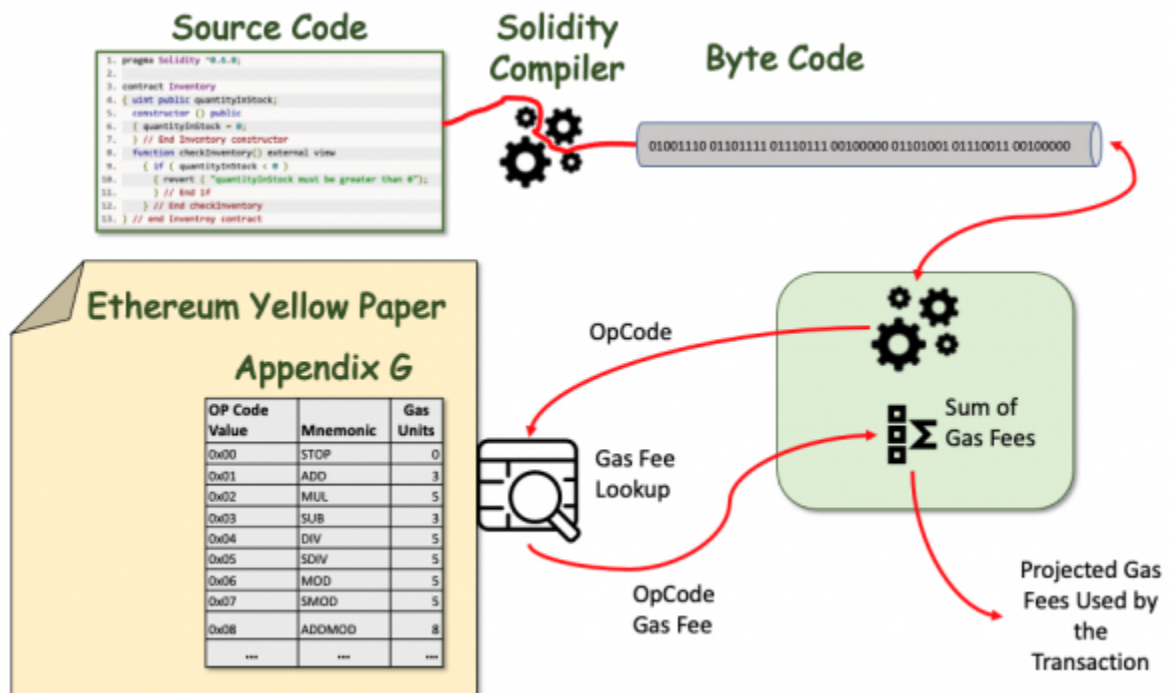 Source Code
1. pragma Solidity ^0.6.0;
2.
3. contract Inventory
4. { uint public quantityInStock;
5. constructor () public
6. { quantityInStock = 0;
7. } // End Inventory constructor
8. function checkInventory() external view
9. { if ( quantityInStock < 0 )
10. { revert ( "quantityInStock must be greater than 0");
11. } // End if
12. } // End checkInventory
13. } // end Inventroy contract
Solidity
Compiler
Byte Code
01001110 01101111 01110111 00100000 01101001 01110011 00100000
Ethereum Yellow Paper
Appendix G
OP Code Value Mnemonic Gas Units
0x00 STOP 0
0x01 ADD 3
0x02 MUL 5
0x03 SUB 3
0x04 DIV 5
0x05 SDIV 5
0x06 MOD 5
0x07 SMOD 5
0x08 ADDMOD 8
... ... ...
OpCode
Gas Fee
Lookup
OpCode
Gas Fee
Sum of
Gas Fees
Projected Gas
Fees Used by
the
Transaction